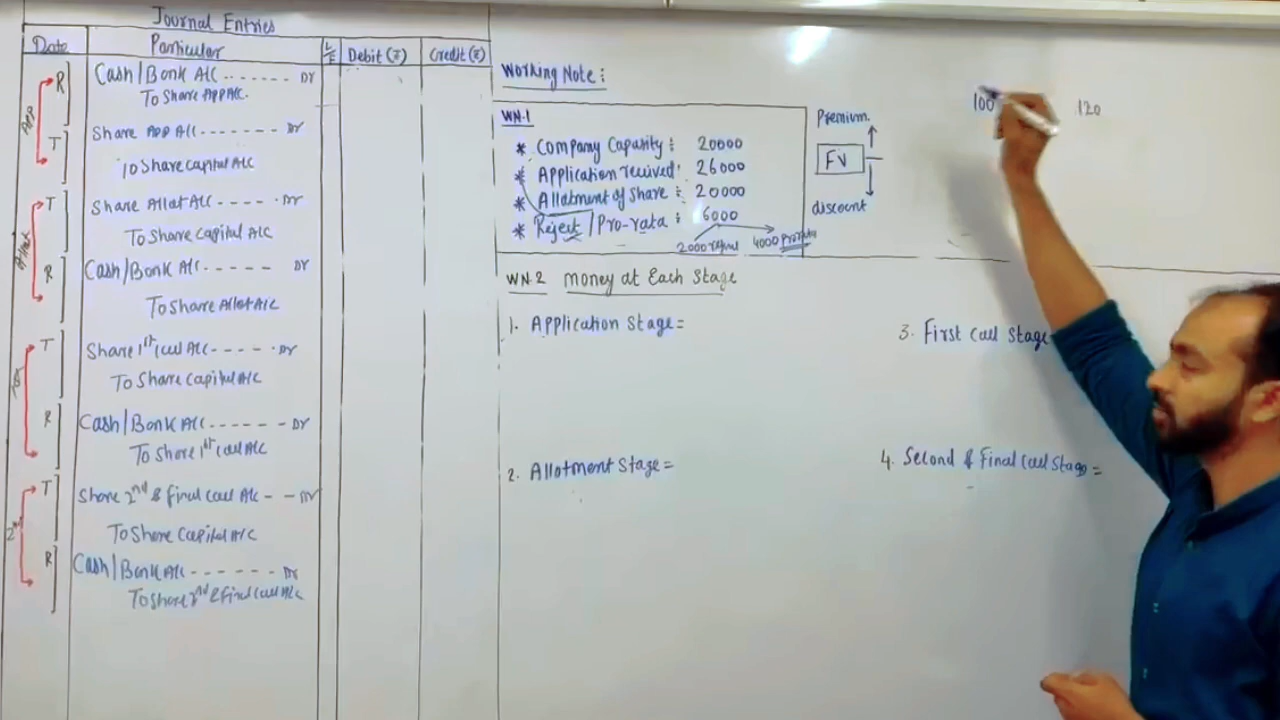 Journal Entries
Date Particular L/F Debit (₹) Credit (₹)
APP
R Cash/Bank A/C ....... Dr
To Share APP A/C.
T Share APP A/C ------- Dr
To Share capital A/C
T Share Allot A/C ---- . Dr
To Share capital A/C
R Cash/Bank A/C ----- Dr
To Share Allot A/C
T Share 1st call A/C ---- . Dr
To Share capital A/C
R Cash/Bank A/C ------ Dr
To Share 1st call A/C
2nd
T Share 2nd & final call A/C - - Dr
To Share Capital A/C
R Cash/Bank A/C ------ Dr
To Share 2nd & final call A/C
Working Note:
WN.1
* Company Capacity: 20000
* Application recived: 26000
* Allotment of Share: 20000
* Reject/Pro-rata: 6000
2000 4000 Prorata
Premium.
FV
discount
100 120
WN.2 money at Each Stage
1. Application Stage=
2. Allotment Stage=
3. First Call Stage
4. Second & Final Call Stage=